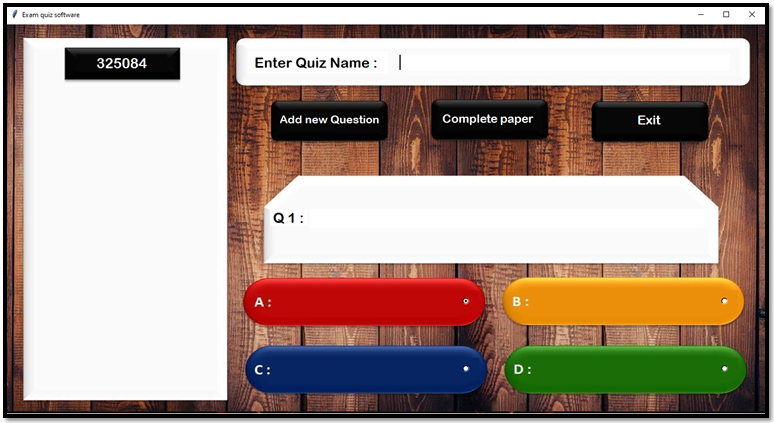 Exam quiz software
325084
Enter Quiz Name :
Add new Question
Complete paper
Exit
Q 1 :
A :
B :
C :
D :